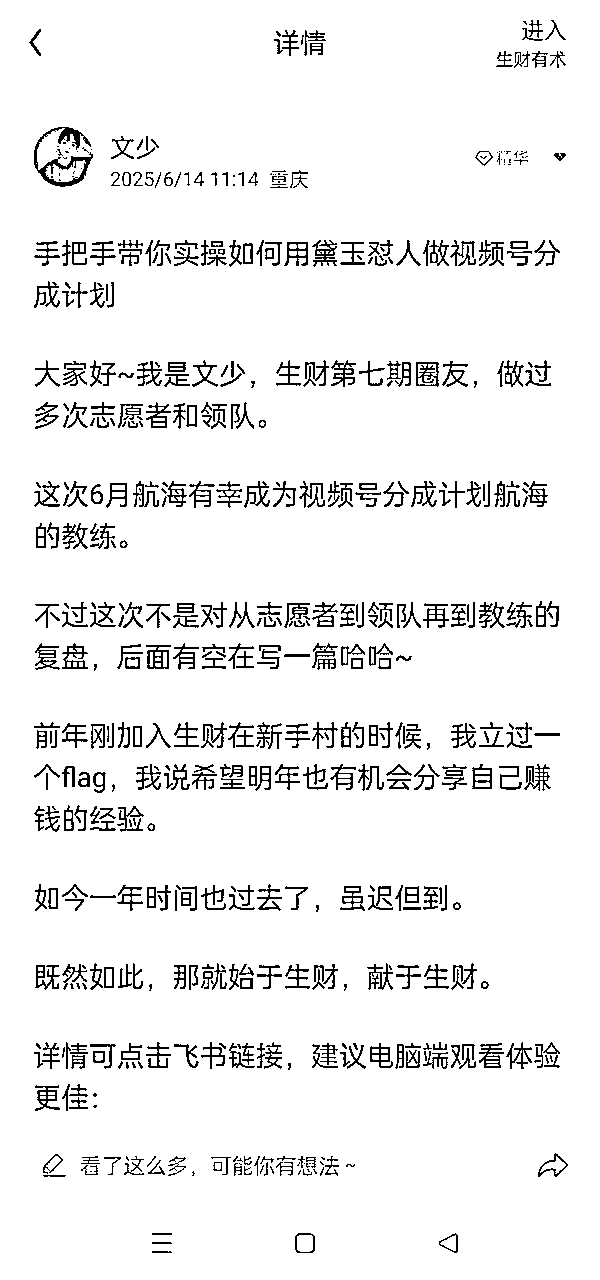 详情
进入
生财有术
文少
精华
2025/6/14 11:14 重庆
手把手带你实操如何用黛玉怼人做视频号分
成计划
大家好~我是文少，生财第七期圈友，做过
多次志愿者和领队。
这次6月航海有幸成为视频号分成计划航海
的教练。
不过这次不是对从志愿者到领队再到教练的
复盘，后面有空在写一篇哈哈~
前年刚加入生财在新手村的时候，我立过一
个flag，我说希望明年也有机会分享自己赚
钱的经验。
如今一年时间也过去了，虽迟但到。
既然如此，那就始于生财，献于生财。
详情可点击飞书链接，建议电脑端观看体验
更佳：
看了这么多，可能你有想法~